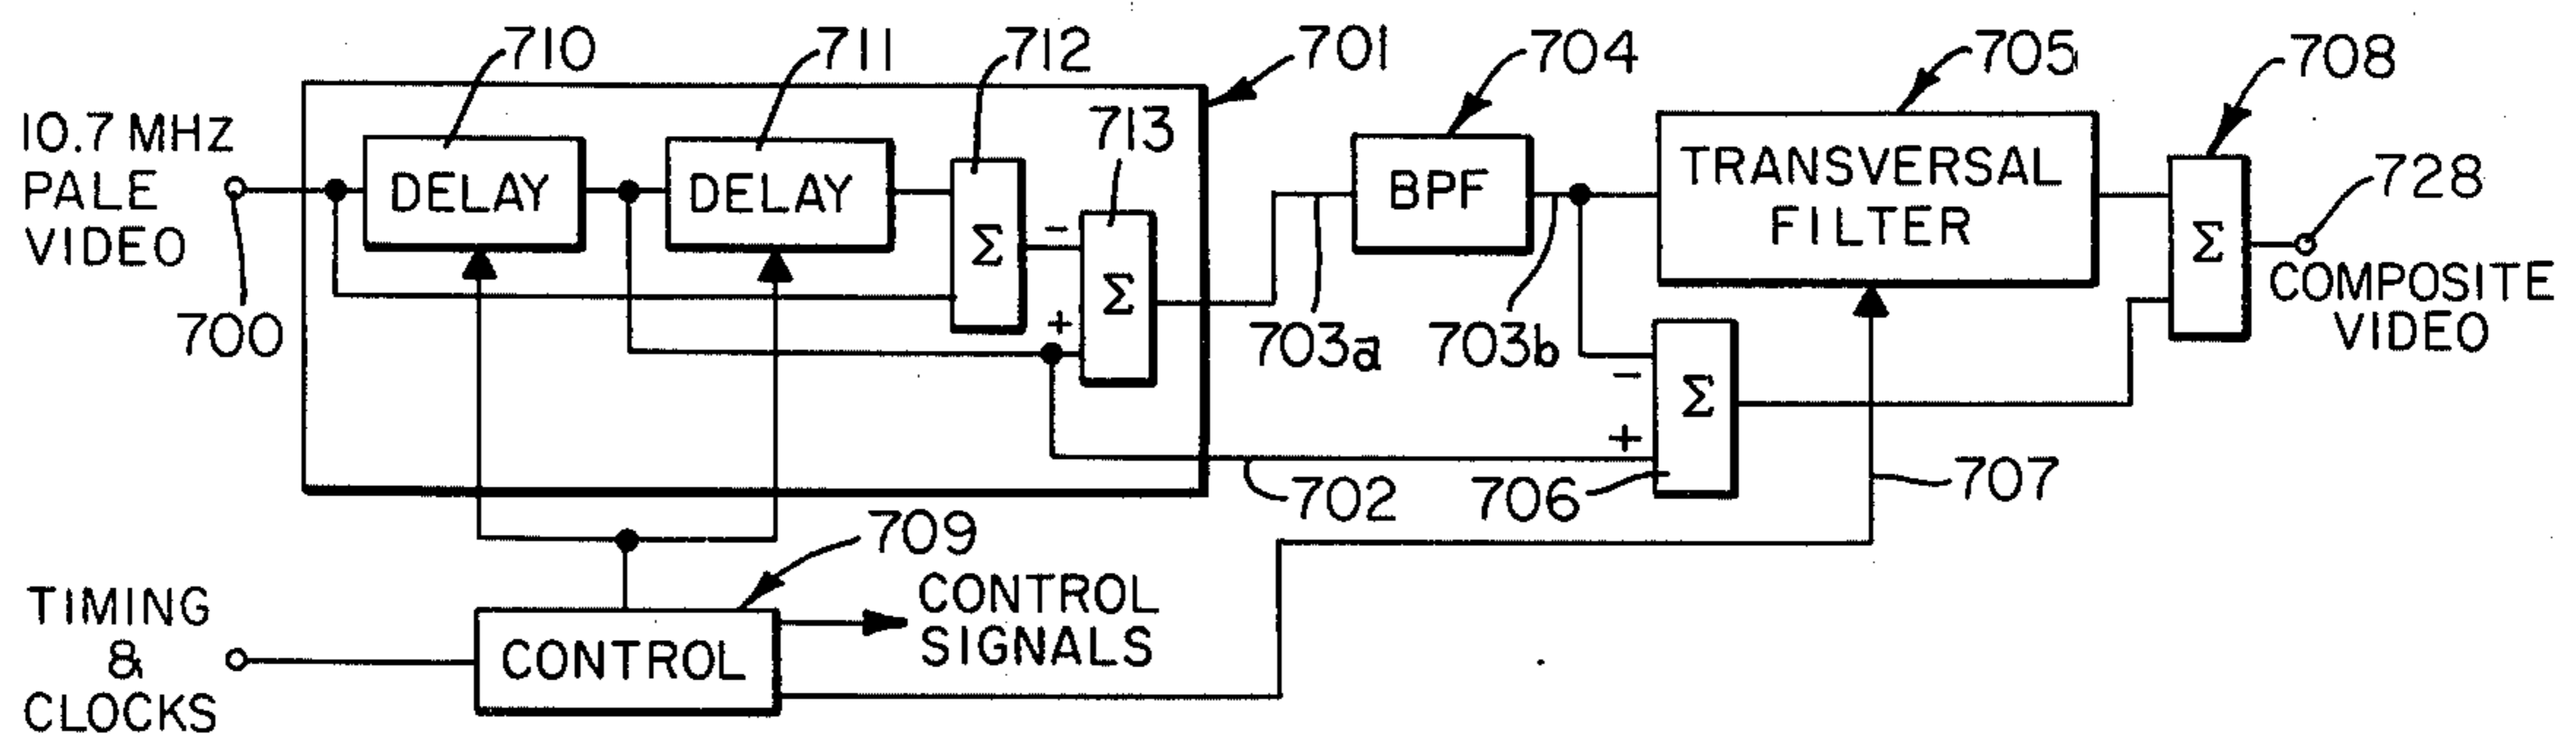 710
711
712
701
704
705
708
713
10.7 MHZ
PALE
VIDEO
DELAY
DELAY
Σ
-
+
Σ
BPF
TRANSVERSAL
FILTER
Σ
728
COMPOSITE
VIDEO
700
703a
703b
-
+
Σ
702
706
707
709
TIMING
&
CLOCKS
CONTROL
CONTROL
SIGNALS